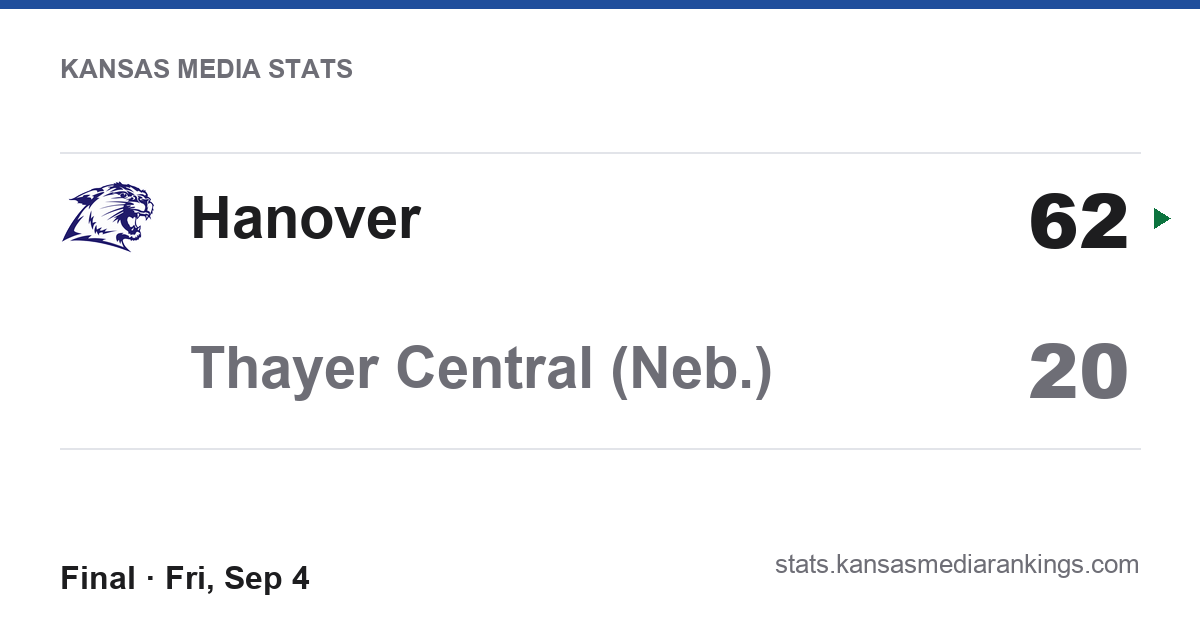 KANSAS MEDIA STATS
Hanover 62
Thayer Central (Neb.) 20
Final · Fri, Sep 4
stats.kansasmediarankings.com